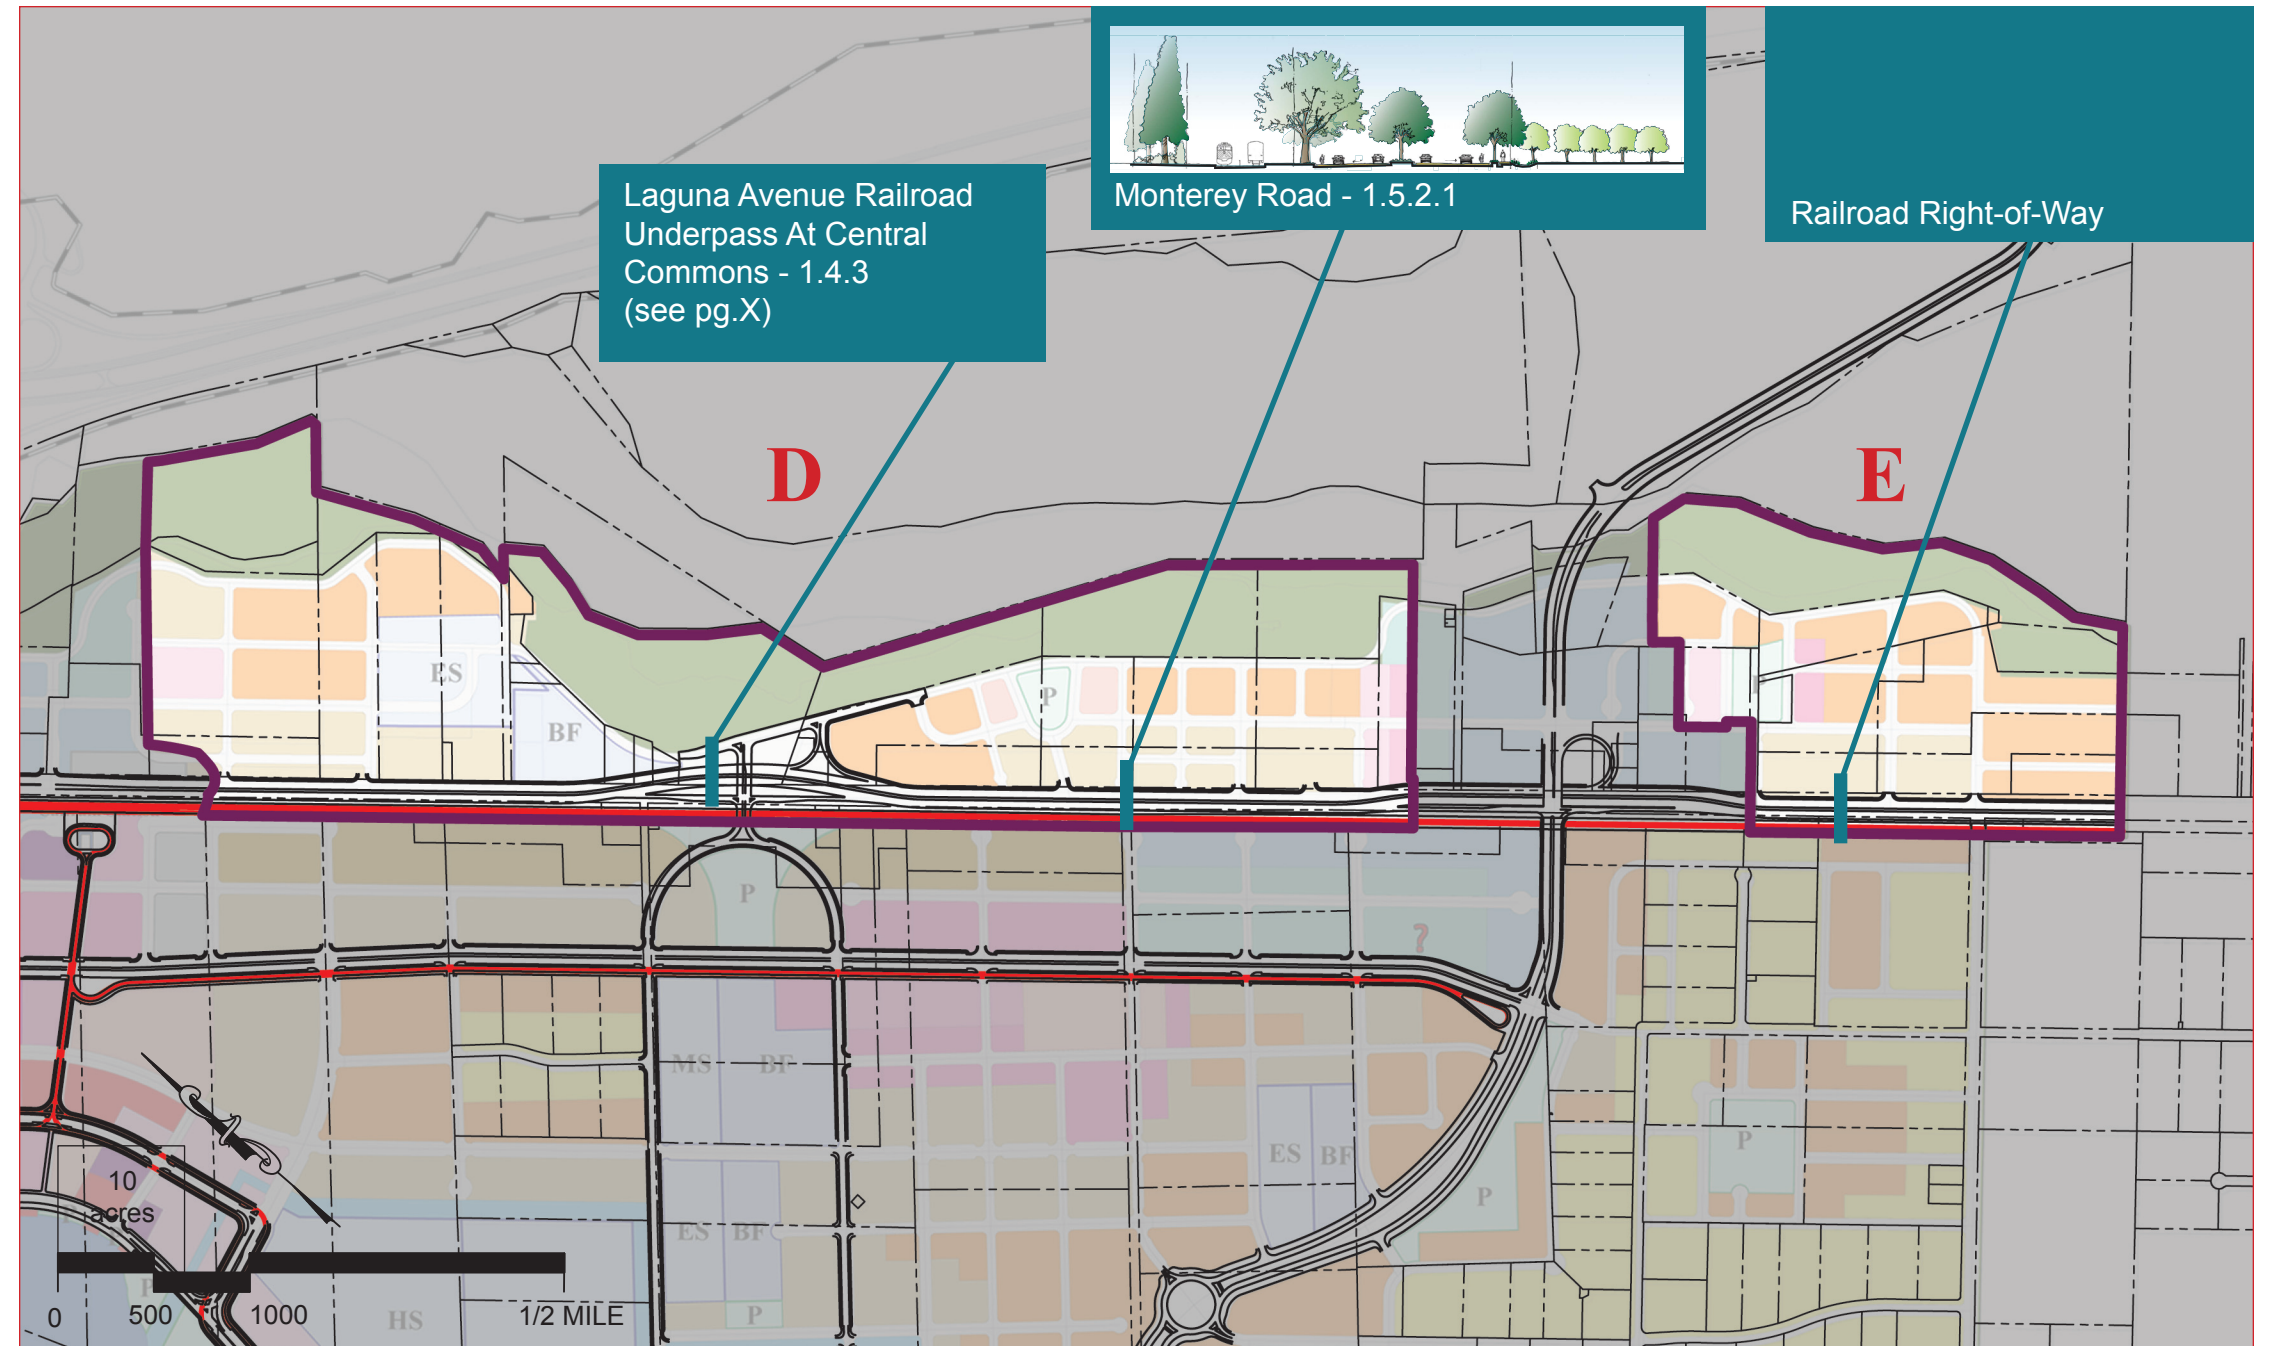 Monterey Road - 1.5.2.1
Railroad Right-of-Way
Laguna Avenue Railroad
Underpass At Central
Commons - 1.4.3
(see pg.X)
D
E
ES
P
P
BF
P
?
MS
BF
ES
BF
P
P
10
acres
ES
BF
P
0
500
1000
1/2 MILE
HS
P